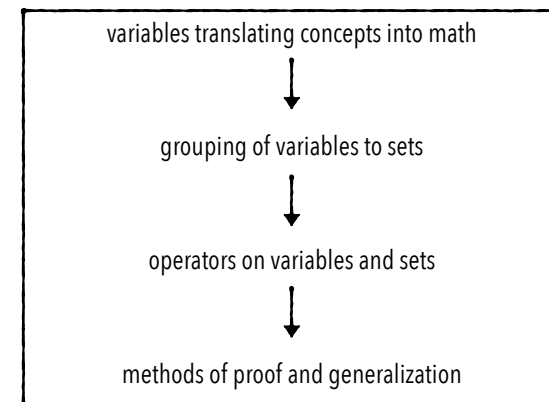 variables translating concepts into math
grouping of variables to sets
operators on variables and sets
methods of proof and generalization